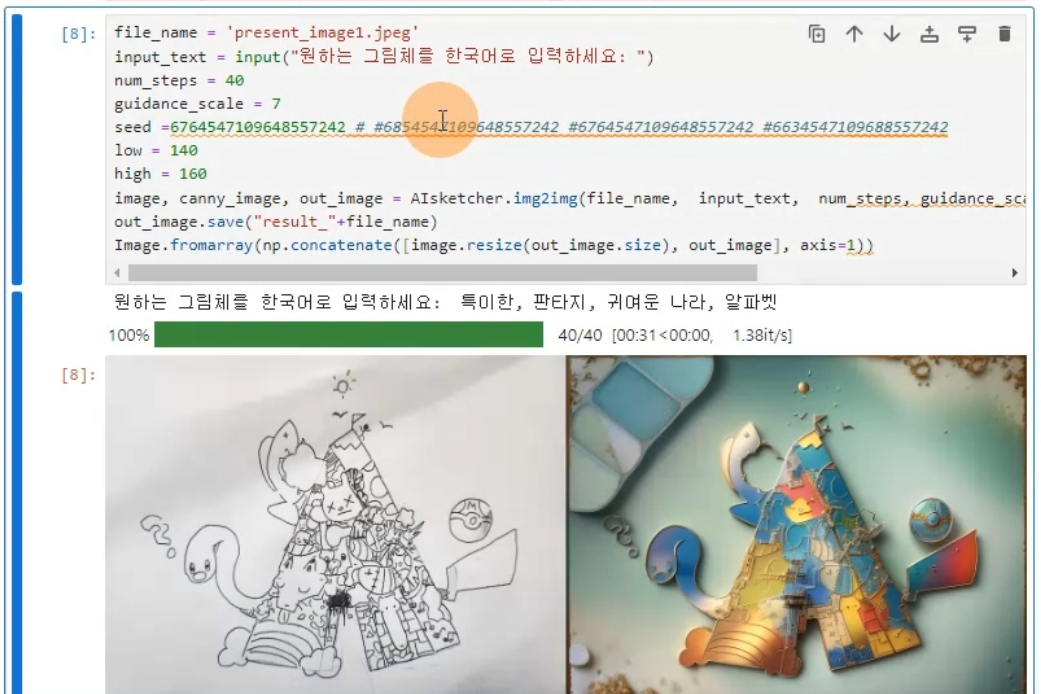 [8]:
file_name = 'present_image1.jpeg'
input_text = input("원하는 그림체를 한국어로 입력하세요: ")
num_steps = 40
guidance_scale = 7
seed =6764547109648557242 # #6854547109648557242 #6764547109648557242 #6634547109688557242
low = 140
high = 160
image, canny_image, out_image = AIsketcher.img2img(file_name, input_text, num_steps, guidance_sca
out_image.save("result_"+file_name)
Image.fromarray(np.concatenate([image.resize(out_image.size), out_image], axis=1))
원하는 그림체를 한국어로 입력하세요: 특이한, 판타지, 귀여운 나라, 알파벳
100% 40/40 [00:31<00:00, 1.38it/s]
[8]: